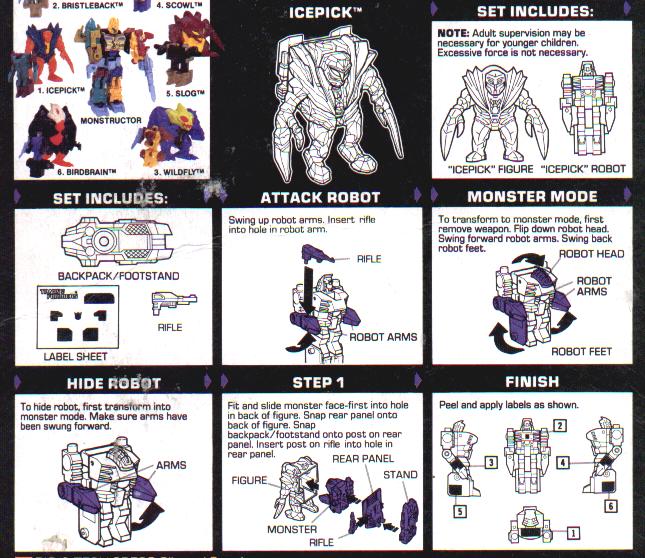 2. BRISTLEBACK™
4. SCOWL™
1. ICEPICK™
5. SLOG™
MONSTRUCTOR
6. BIRDBRAIN™
3. WILDFLY™
ICEPICK™
SET INCLUDES:
NOTE: Adult supervision may be
necessary for younger children.
Excessive force is not necessary.
"ICEPICK" FIGURE
"ICEPICK" ROBOT
SET INCLUDES:
BACKPACK/FOOTSTAND
LABEL SHEET
RIFLE
ATTACK ROBOT
Swing up robot arms. Insert rifle
into hole in robot arm.
RIFLE
ROBOT ARMS
MONSTER MODE
To transform to monster mode, first
remove weapon. Flip down robot head.
Swing forward robot arms. Swing back
robot feet.
ROBOT HEAD
ROBOT
ARMS
ROBOT FEET
HIDE ROBOT
To hide robot, first transform into
monster mode. Make sure arms have
been swung forward.
ARMS
STEP 1
Fit and slide monster face-first into hole
in back of figure. Snap rear panel onto
back of figure. Snap
backpack/footstand onto post on rear
panel. Insert post on rifle into hole in
rear panel.
REAR PANEL
FIGURE
STAND
MONSTER
RIFLE
FINISH
Peel and apply labels as shown.
2
3
4
5
6
1